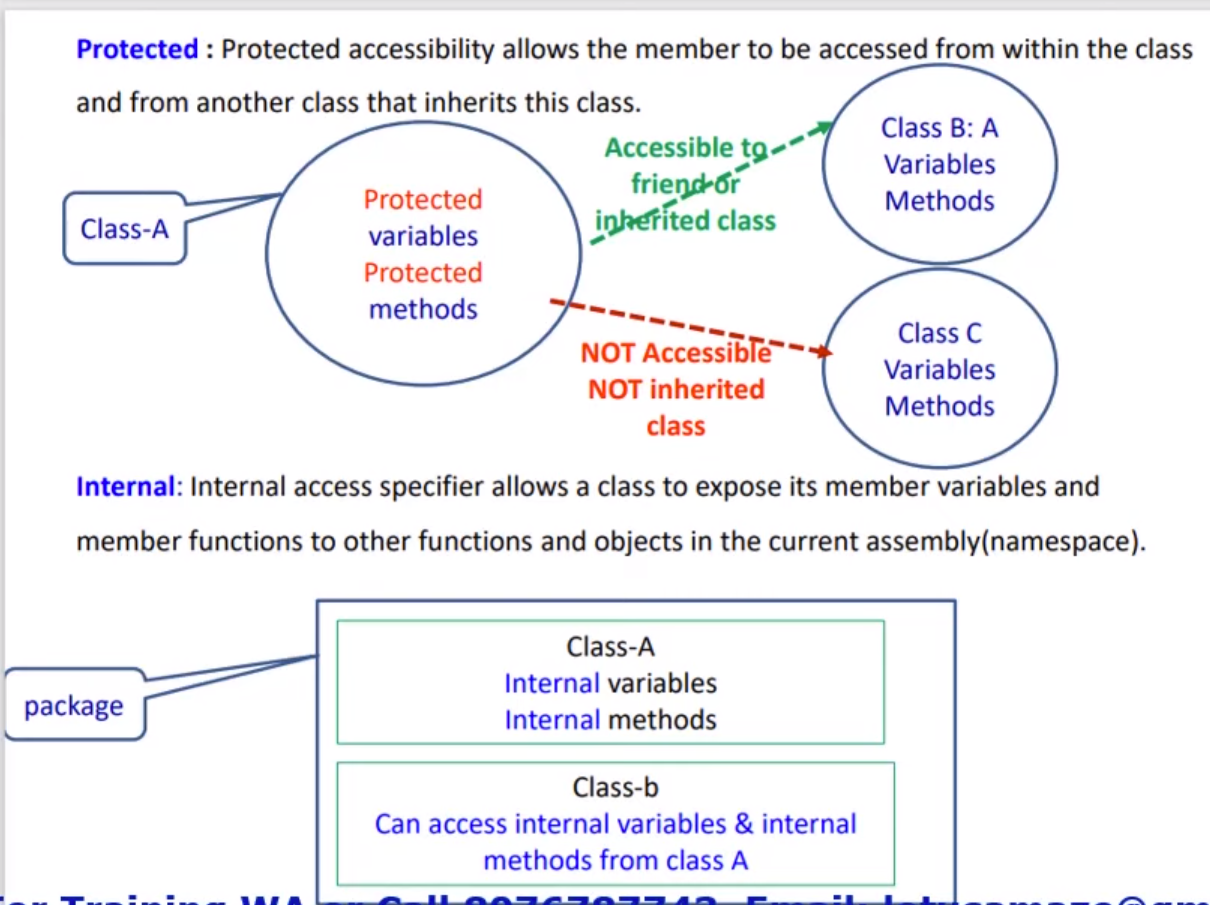 Protected : Protected accessibility allows the member to be accessed from within the class
and from another class that inherits this class.
Class-A
Protected
variables
Protected
methods
Accessible to
friend or
inherited class
Class B: A
Variables
Methods
NOT Accessible
NOT inherited
class
Class C
Variables
Methods
Internal: Internal access specifier allows a class to expose its member variables and
member functions to other functions and objects in the current assembly(namespace).
package
Class-A
Internal variables
Internal methods
Class-b
Can access internal variables & internal
methods from class A
For Training WA or Call